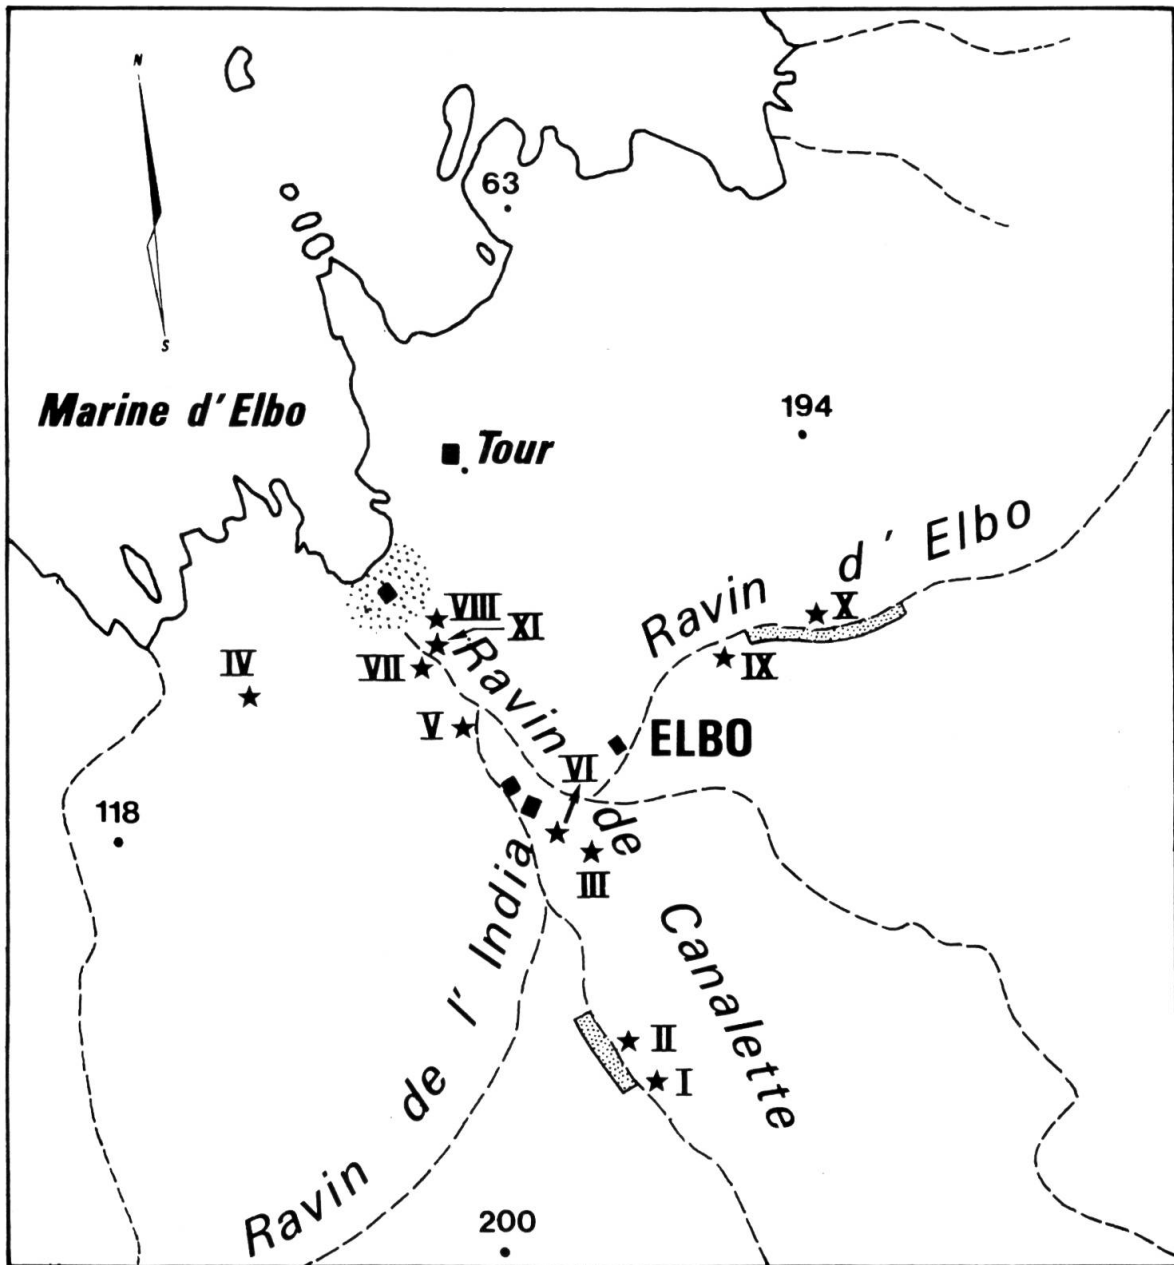 N
63
S
Marine d'Elbo
194
Tour
Ravin d'Elbo
VIII
X
XI
IV
VII
IX
V
ELBO
VI
118
III
Ravin de Canalette
Ravin de l'India
II
I
200